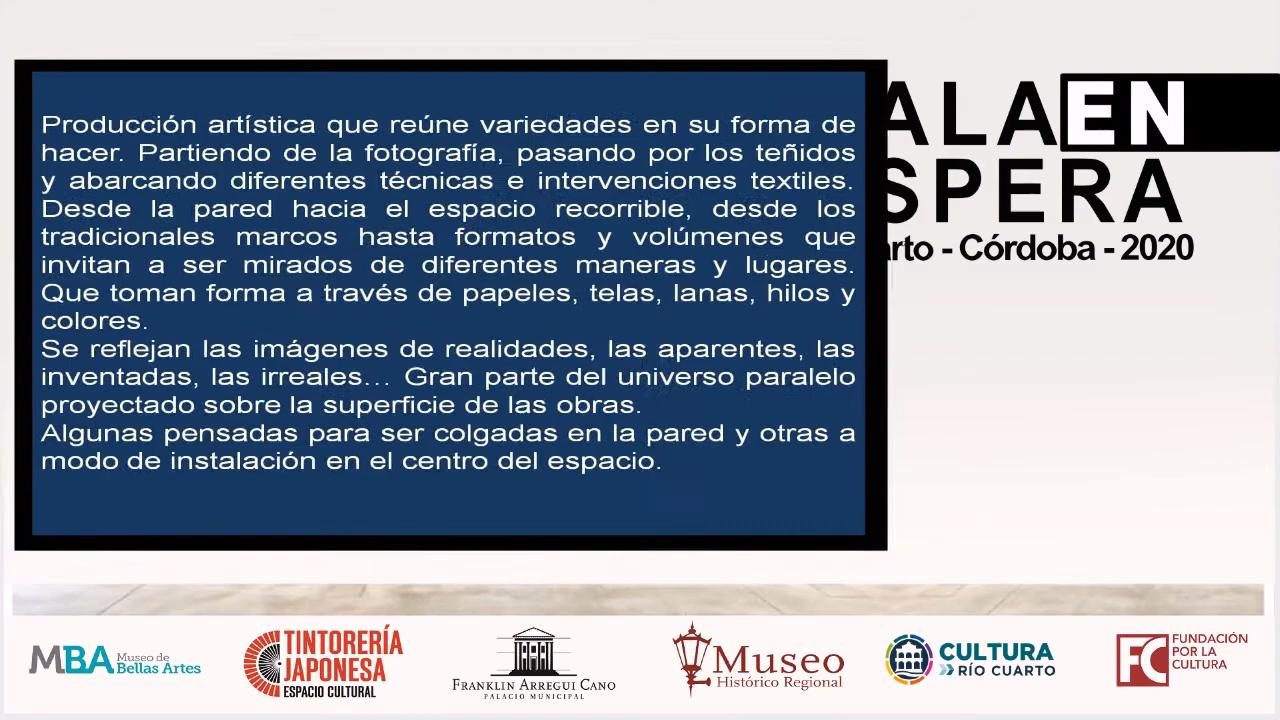 Producción artística que reúne variedades en su forma de
hacer. Partiendo de la fotografía, pasando por los teñidos
y abarcando diferentes técnicas e intervenciones textiles.
Desde la pared hacia el espacio recorrible, desde los
tradicionales marcos hasta formatos y volúmenes que
invitan a ser mirados de diferentes maneras y lugares.
Que toman forma a través de papeles, telas, lanas, hilos y
colores.
Se reflejan las imágenes de realidades, las aparentes, las
inventadas, las irreales… Gran parte del universo paralelo
proyectado sobre la superficie de las obras.
Algunas pensadas para ser colgadas en la pared y otras a
modo de instalación en el centro del espacio.
ALAEN
SPERA
arto - Córdoba - 2020
MBA Museo de
Bellas Artes
TINTORERÍA
JAPONESA
ESPACIO CULTURAL
FRANKLIN ARREGUI CANO
PALACIO MUNICIPAL
Museo
Histórico Regional
CULTURA
RÍO CUARTO
FC
FUNDACIÓN
POR LA
CULTURA